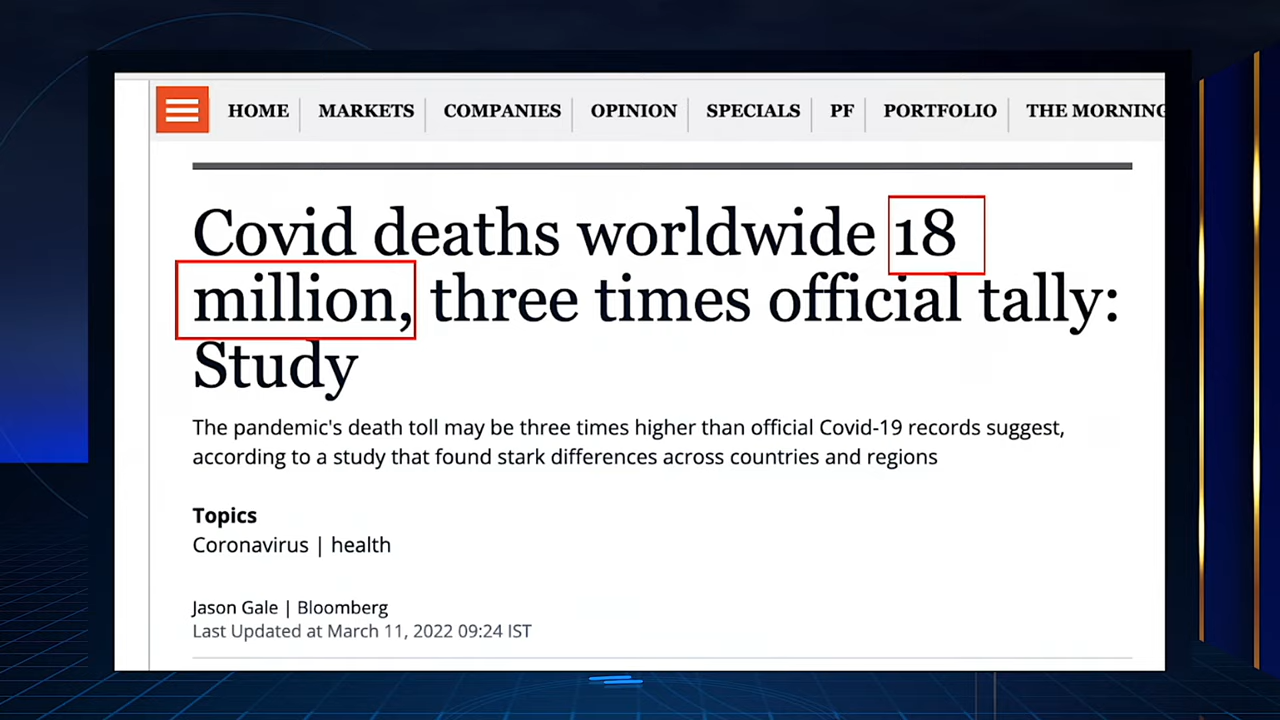 HOME MARKETS COMPANIES OPINION SPECIALS PF PORTFOLIO THE MORNING
Covid deaths worldwide 18
million, three times official tally:
Study
The pandemic's death toll may be three times higher than official Covid-19 records suggest,
according to a study that found stark differences across countries and regions
Topics
Coronavirus | health
Jason Gale | Bloomberg
Last Updated at March 11, 2022 09:24 IST